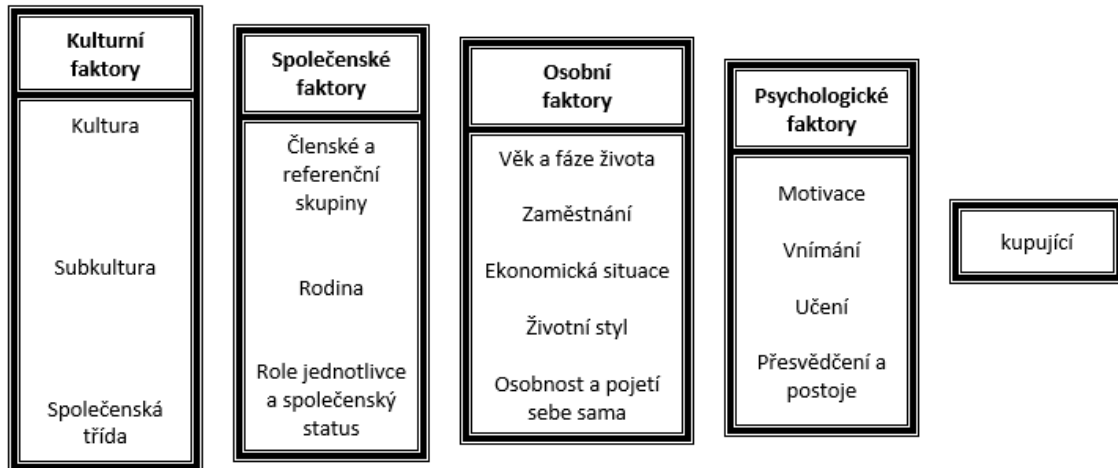 Kulturní
faktory
Kultura
Subkultura
Společenská
třída
Společenské
faktory
Členské a
referenční
skupiny
Rodina
Role jednotlivce
a společenský
status
Osobní
faktory
Věk a fáze života
Zaměstnání
Ekonomická situace
Životní styl
Osobnost a pojetí
sebe sama
Psychologické
faktory
Motivace
Vnímání
Učení
Přesvědčení a
postoje
kupující